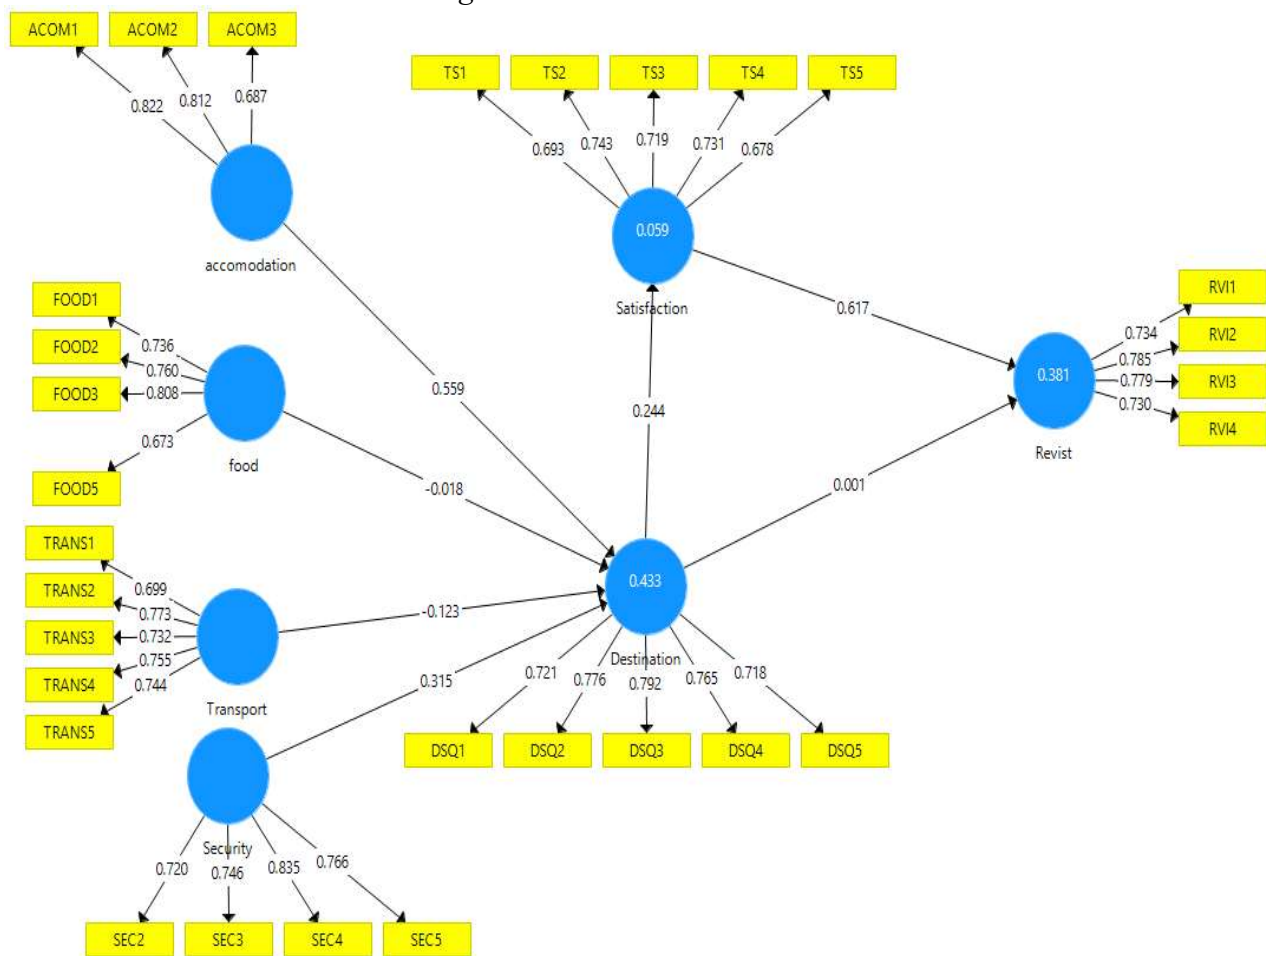 ACOM1 ACOM2 ACOM3
0.822 0.812 0.687
accomodation
TS1 TS2 TS3 TS4 TS5
0.693 0.743 0.719 0.731 0.678
0.059
Satisfaction
FOOD1
FOOD2
FOOD3
FOOD5
0.736
0.760
0.808
0.673
food
0.559
-0.018
0.244
0.617
0.001
RVI1
RVI2
RVI3
RVI4
0.734
0.785
0.779
0.730
0.381
Revist
TRANS1
TRANS2
TRANS3
TRANS4
TRANS5
0.699
0.773
0.732
0.755
0.744
Transport
-0.123
0.315
0.433
Destination
0.721 0.776 0.792 0.765 0.718
DSQ1 DSQ2 DSQ3 DSQ4 DSQ5
Security
0.720 0.746 0.835 0.766
SEC2 SEC3 SEC4 SEC5